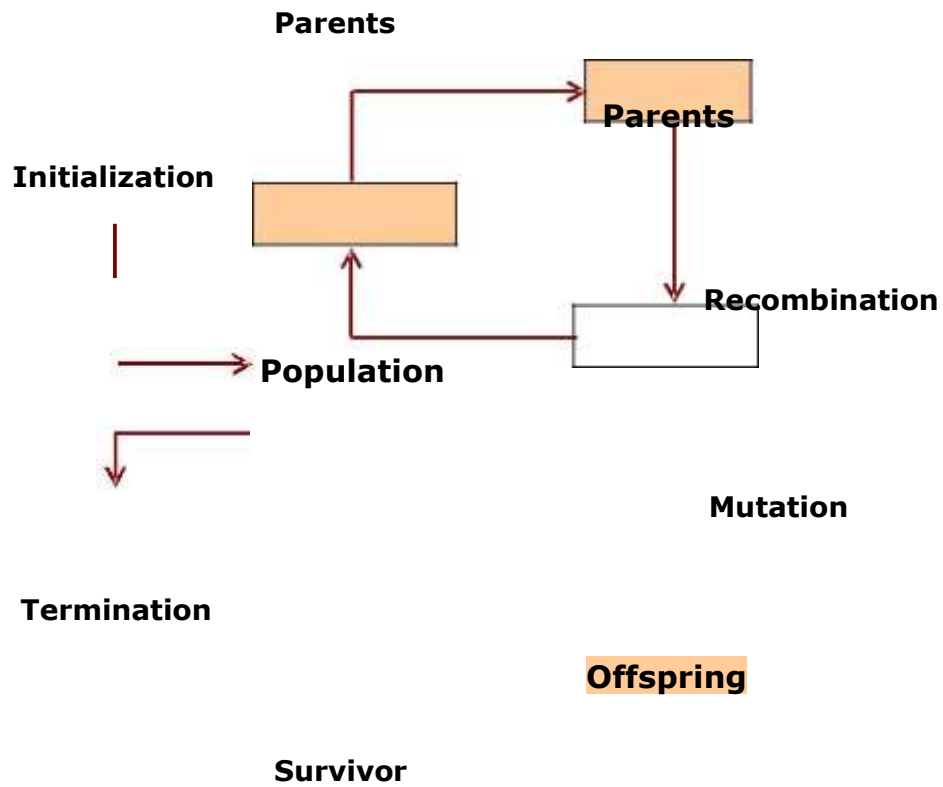 Parents
Parents
Initialization
Recombination
Population
Mutation
Termination
Offspring
Survivor